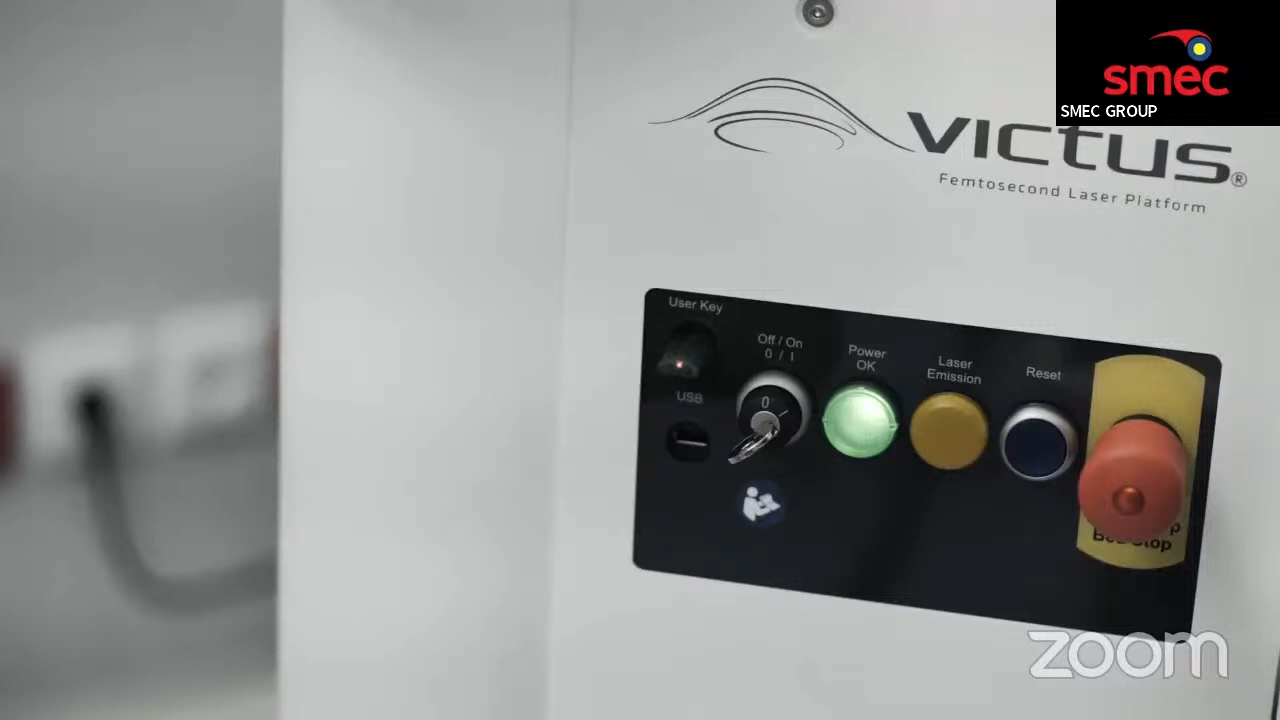 smec
SMEC GROUP
VICTUS®
Femtosecond Laser Platform
User Key
Off / On
0 / I
Power
OK
Laser
Emission
Reset
USB
0
Stop
zoom